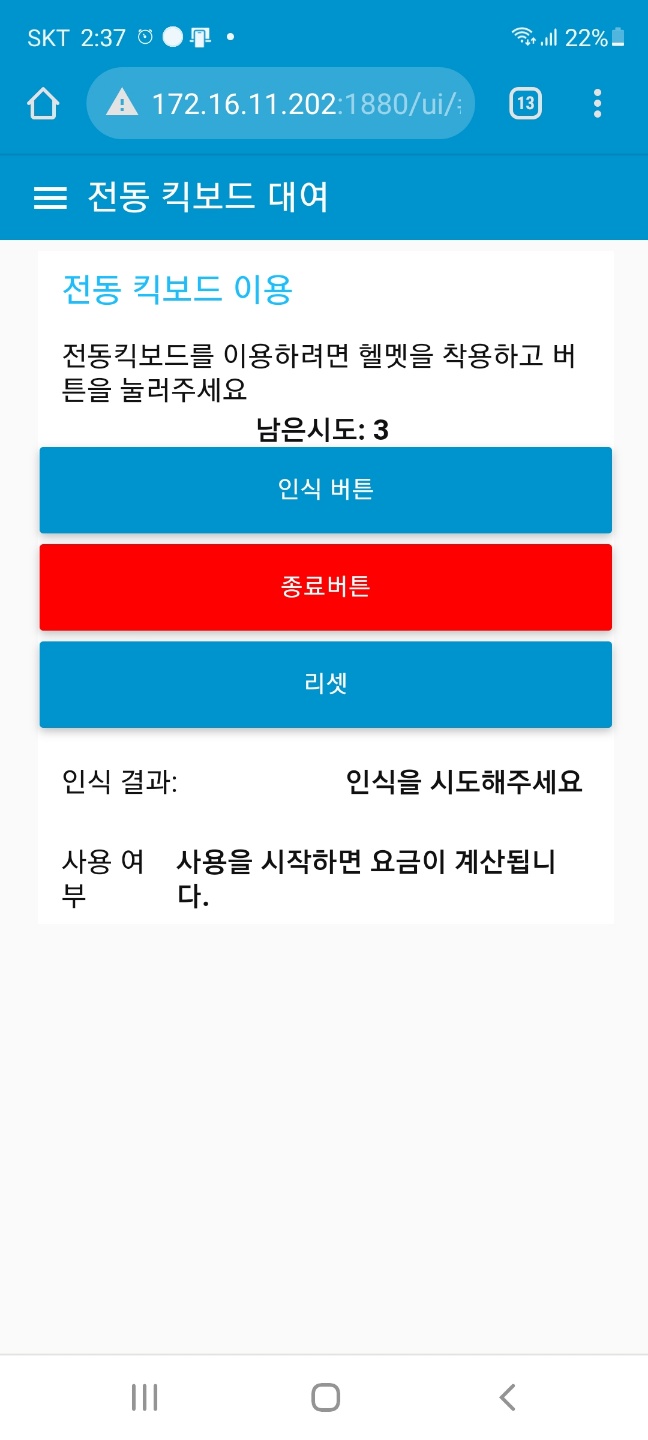 SKT 2:37 22%
172.16.11.202:1880/ui/ 13
전동 킥보드 대여
전동 킥보드 이용
전동킥보드를 이용하려면 헬멧을 착용하고 버
튼을 눌러주세요
남은시도: 3
인식 버튼
종료버튼
리셋
인식 결과: 인식을 시도해주세요
사용 여 사용을 시작하면 요금이 계산됩니
부 다.